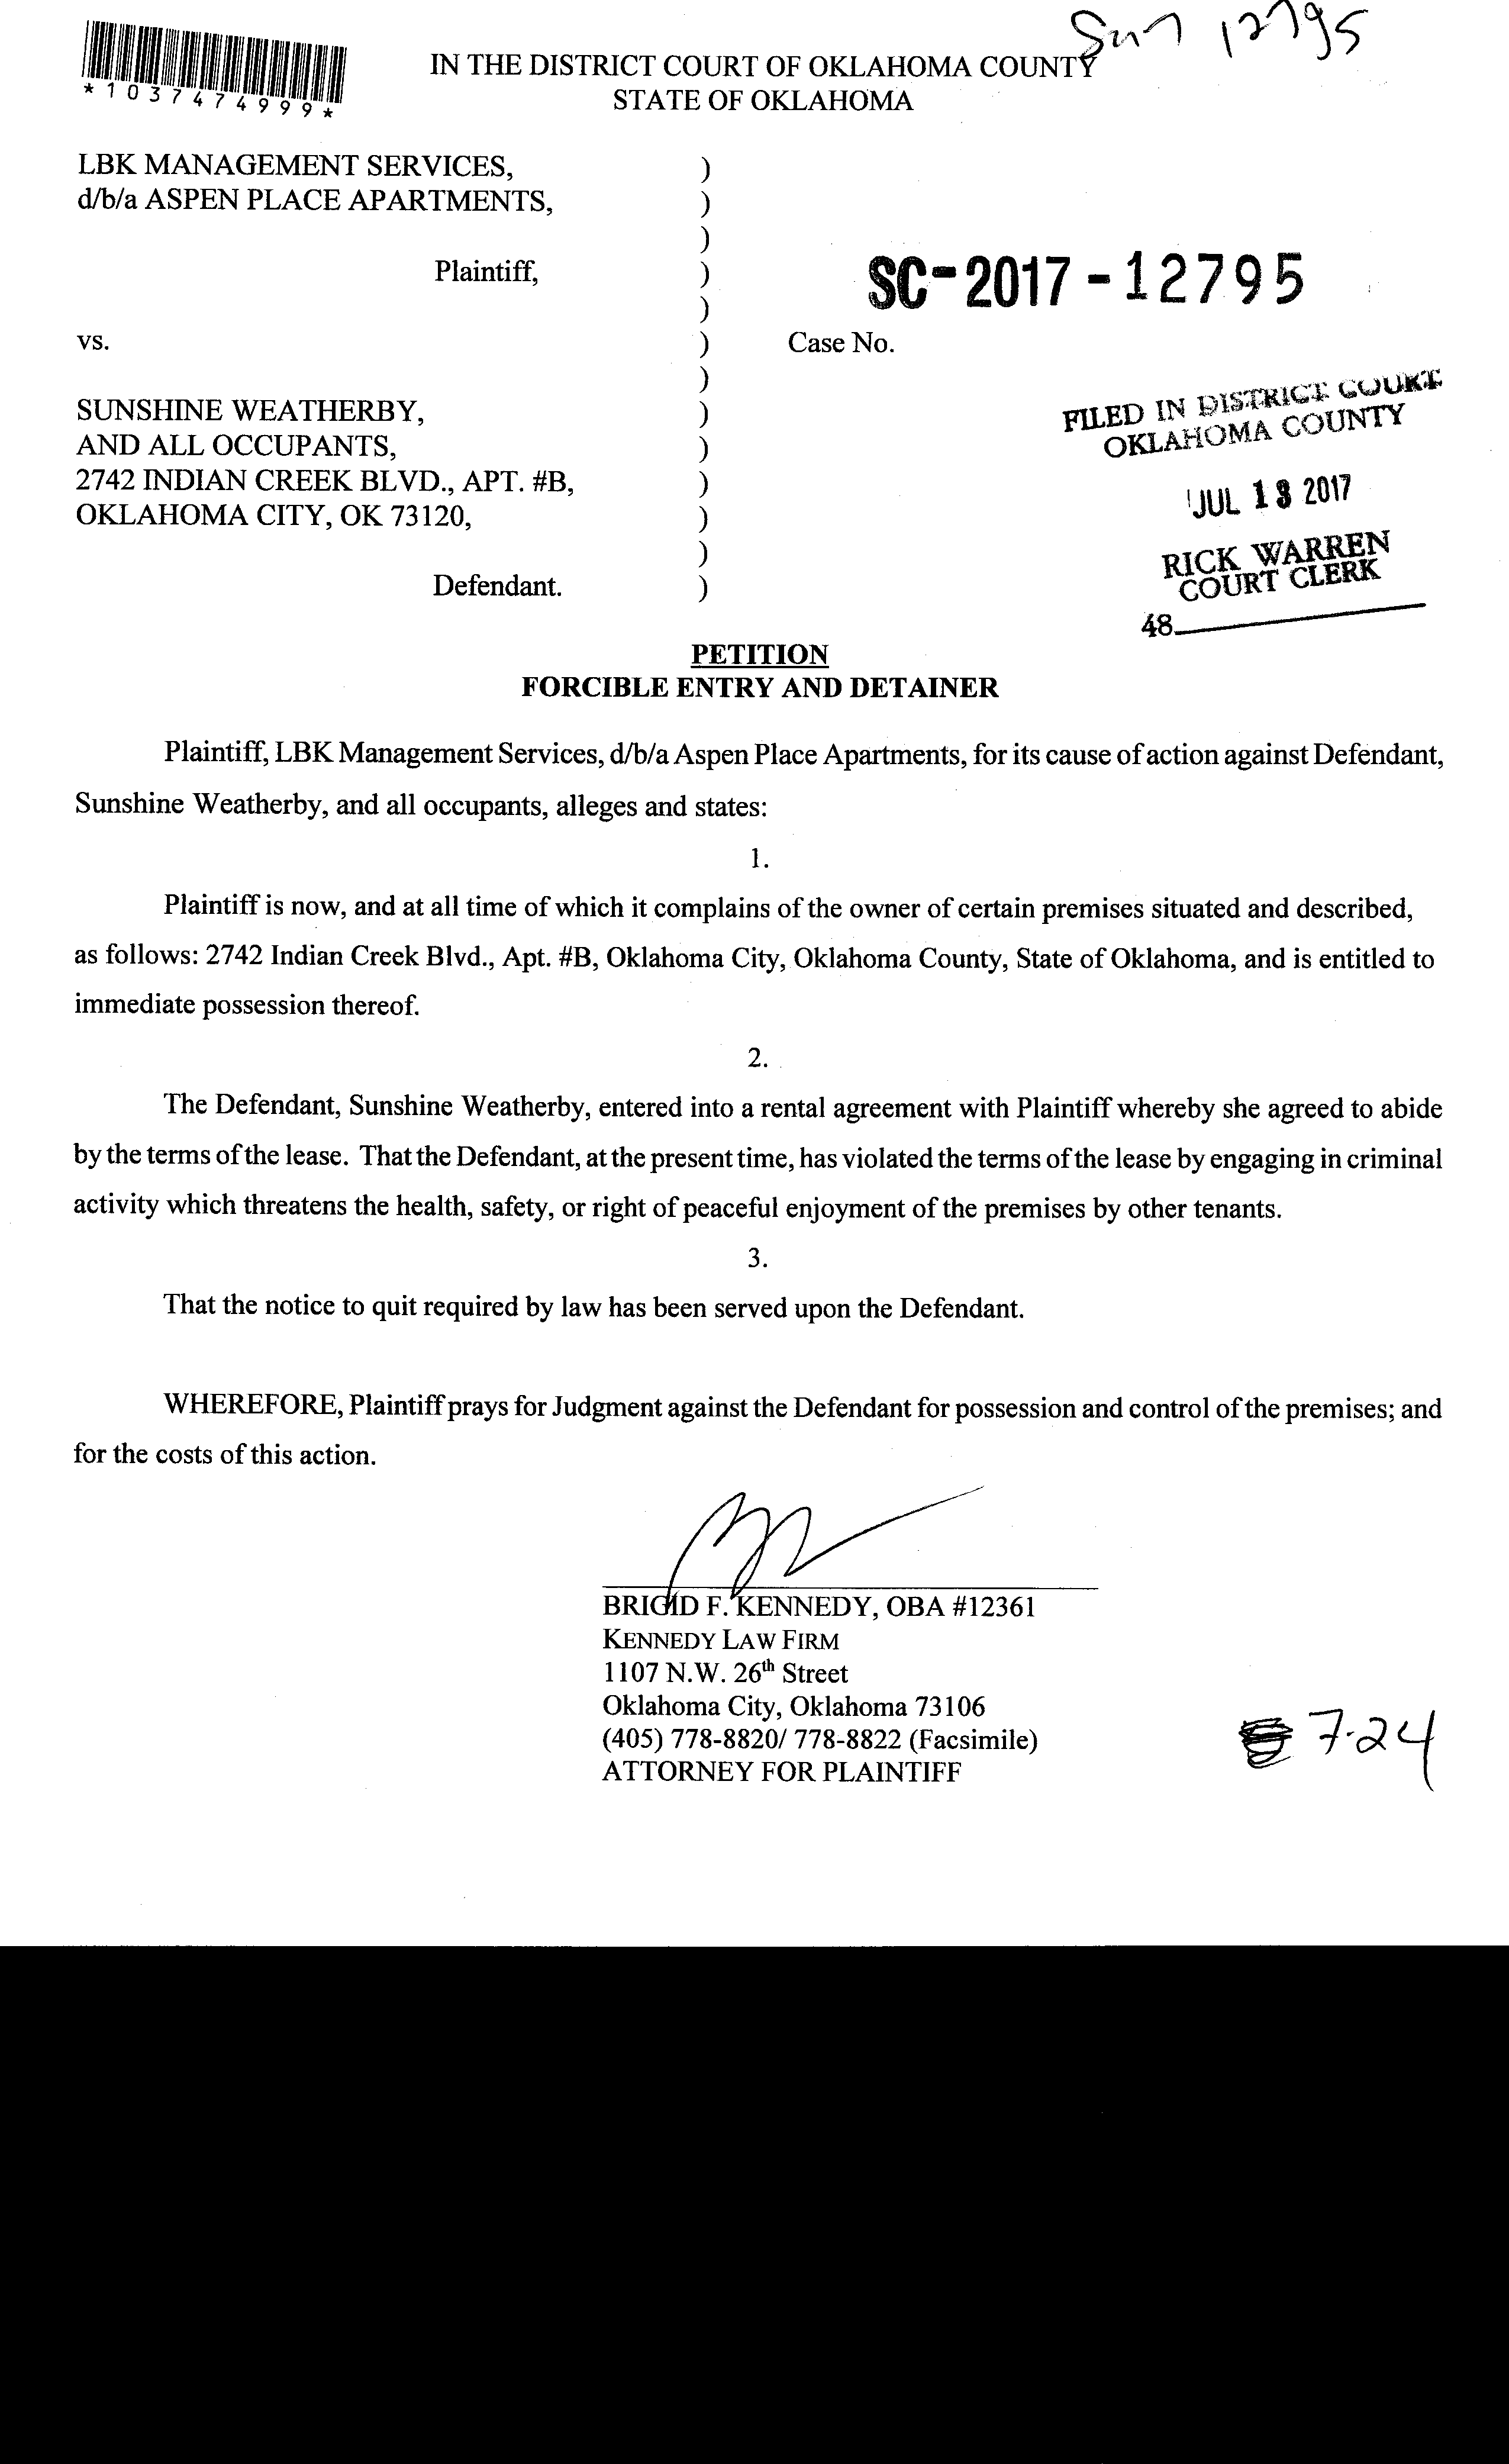 Sun 12795
*1037474999*
IN THE DISTRICT COURT OF OKLAHOMA COUNTY
STATE OF OKLAHOMA
LBK MANAGEMENT SERVICES, )
d/b/a ASPEN PLACE APARTMENTS, )
)
Plaintiff, )
SC-2017-12795
)
vs. ) Case No.
)
SUNSHINE WEATHERBY, )
AND ALL OCCUPANTS, )
2742 INDIAN CREEK BLVD., APT. #B, )
OKLAHOMA CITY, OK 73120, )
)
Defendant. )
FILED IN DISTRICT COURT
OKLAHOMA COUNTY
JUL 13 2017
RICK WARREN
COURT CLERK
48
PETITION
FORCIBLE ENTRY AND DETAINER
Plaintiff, LBK Management Services, d/b/a Aspen Place Apartments, for its cause of action against Defendant,
Sunshine Weatherby, and all occupants, alleges and states:
1.
Plaintiff is now, and at all time of which it complains of the owner of certain premises situated and described,
as follows: 2742 Indian Creek Blvd., Apt. #B, Oklahoma City, Oklahoma County, State of Oklahoma, and is entitled to
immediate possession thereof.
2.
The Defendant, Sunshine Weatherby, entered into a rental agreement with Plaintiff whereby she agreed to abide
by the terms of the lease. That the Defendant, at the present time, has violated the terms of the lease by engaging in criminal
activity which threatens the health, safety, or right of peaceful enjoyment of the premises by other tenants.
3.
That the notice to quit required by law has been served upon the Defendant.
WHEREFORE, Plaintiff prays for Judgment against the Defendant for possession and control of the premises; and
for the costs of this action.
BRIGID F. KENNEDY, OBA #12361
KENNEDY LAW FIRM
1107 N.W. 26th Street
Oklahoma City, Oklahoma 73106
(405) 778-8820/ 778-8822 (Facsimile)
ATTORNEY FOR PLAINTIFF
7-24